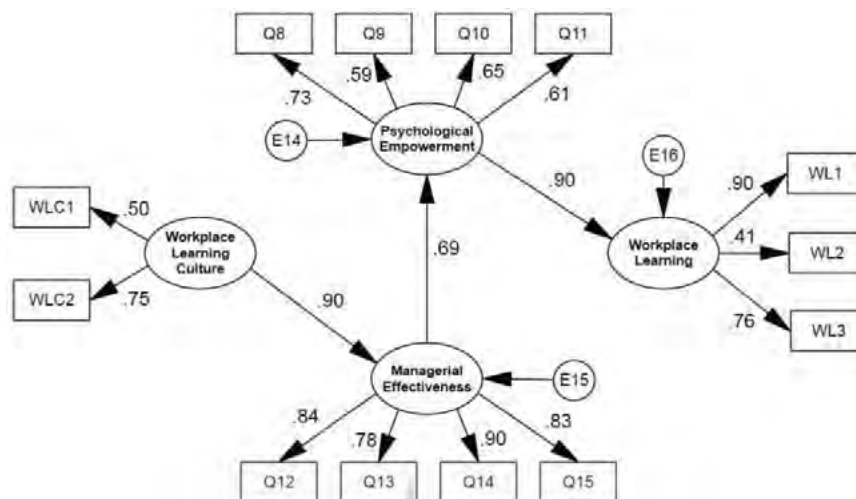 Q8 Q9 Q10 Q11
.73 .59 .65 .61
E14
Psychological
Empowerment
E16
.90
.90
WL1
WLC1
.50
Workplace
Learning
Culture
.69
Workplace
Learning
.41
WL2
WLC2
.75
.90
.76
WL3
Managerial
Effectiveness
E15
.84 .78 .90 .83
Q12 Q13 Q14 Q15